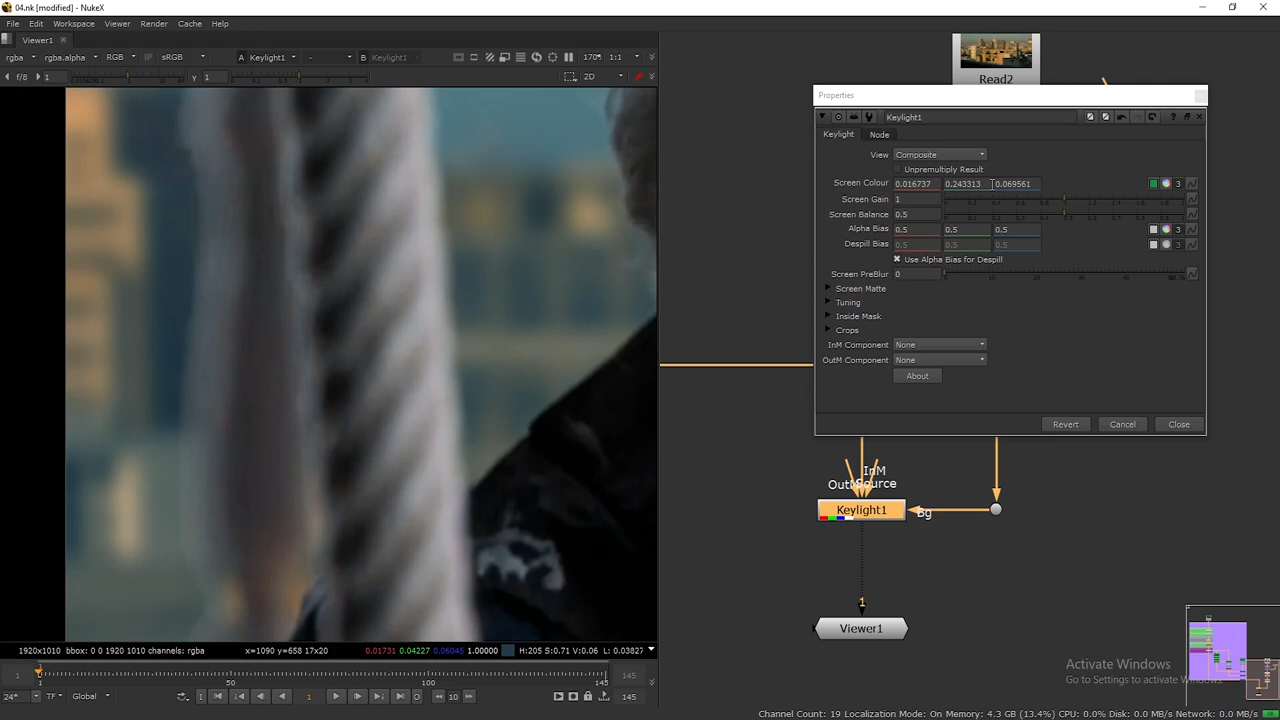 04.nk [modified] - NukeX
File Edit Workspace Viewer Render Cache Help
Viewer1
rgba rgba.alpha RGB sRGB A Keylight1 - B Keylight1 170% 1:1
f/8 1 γ 1 2D
Read2
Properties
Keylight1
Keylight Node
View Composite
Unpremultiply Result
Screen Colour 0.016737 0.243313 0.069561 3
Screen Gain 1
Screen Balance 0.5
Alpha Bias 0.5 0.5 0.5 3
Despill Bias 0.5 0.5 0.5 3
Use Alpha Bias for Despill
Screen PreBlur 0
Screen Matte
Tuning
Inside Mask
Crops
InM Component None
OutM Component None
About
Revert Cancel Close
InM
OutM Source
Keylight1
Bg
1
Viewer1
1920x1010 bbox: 0 0 1920 1010 channels: rgba x=1090 y=658 17x20 0.01731 0.04227 0.06045 1.00000 H:205 S:0.71 V:0.06 L: 0.03827
1 1 50 145 145
24* TF Global 1 10 145
Activate Windows
Go to Settings to activate Windows.
Channel Count: 19 Localization Mode: On Memory: 4.3 GB (13.4%) CPU: 0.0% Disk: 0.0 MB/s Network: 0.0 MB/s